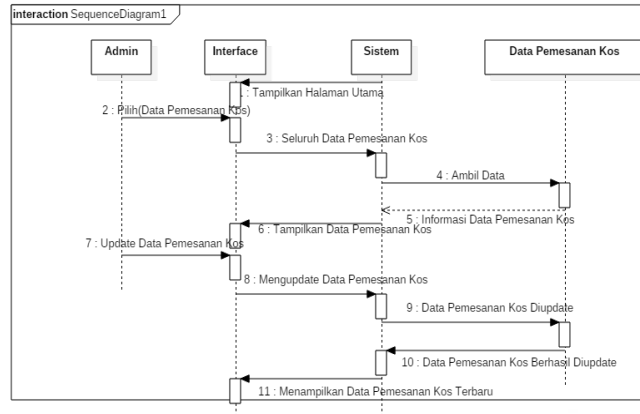 interaction SequenceDiagram1
Admin
Interface
Sistem
Data Pemesanan Kos
1 : Tampilkan Halaman Utama
2 : Pilih(Data Pemesanan Kos)
3 : Seluruh Data Pemesanan Kos
4 : Ambil Data
5 : Informasi Data Pemesanan Kos
6 : Tampilkan Data Pemesanan Kos
7 : Update Data Pemesanan Kos
8 : Mengupdate Data Pemesanan Kos
9 : Data Pemesanan Kos Diupdate
10 : Data Pemesanan Kos Berhasil Diupdate
11 : Menampilkan Data Pemesanan Kos Terbaru